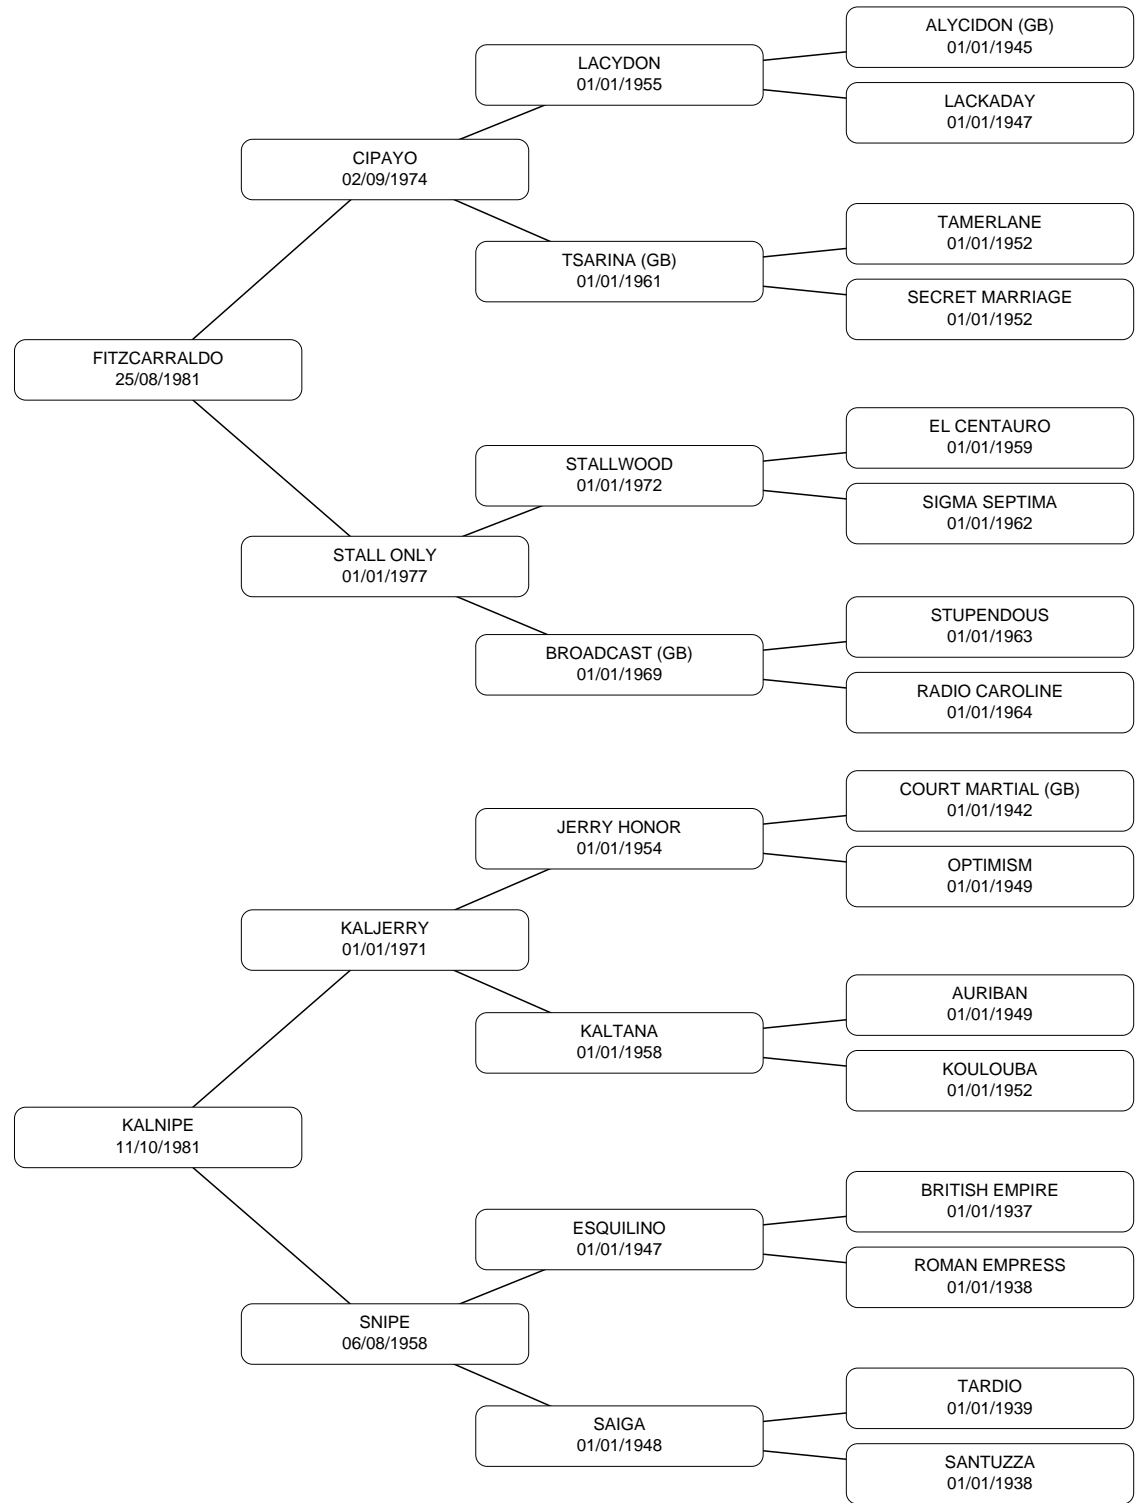 ALYCIDON (GB)
01/01/1945
LACYDON
01/01/1955
LACKADAY
01/01/1947
CIPAYO
02/09/1974
TAMERLANE
01/01/1952
TSARINA (GB)
01/01/1961
SECRET MARRIAGE
01/01/1952
FITZCARRALDO
25/08/1981
EL CENTAURO
01/01/1959
STALLWOOD
01/01/1972
SIGMA SEPTIMA
01/01/1962
STALL ONLY
01/01/1977
STUPENDOUS
01/01/1963
BROADCAST (GB)
01/01/1969
RADIO CAROLINE
01/01/1964
COURT MARTIAL (GB)
01/01/1942
JERRY HONOR
01/01/1954
OPTIMISM
01/01/1949
KALJERRY
01/01/1971
AURIBAN
01/01/1949
KALTANA
01/01/1958
KOULOUBA
01/01/1952
KALNIPE
11/10/1981
BRITISH EMPIRE
01/01/1937
ESQUILINO
01/01/1947
ROMAN EMPRESS
01/01/1938
SNIPE
06/08/1958
TARDIO
01/01/1939
SAIGA
01/01/1948
SANTUZZA
01/01/1938